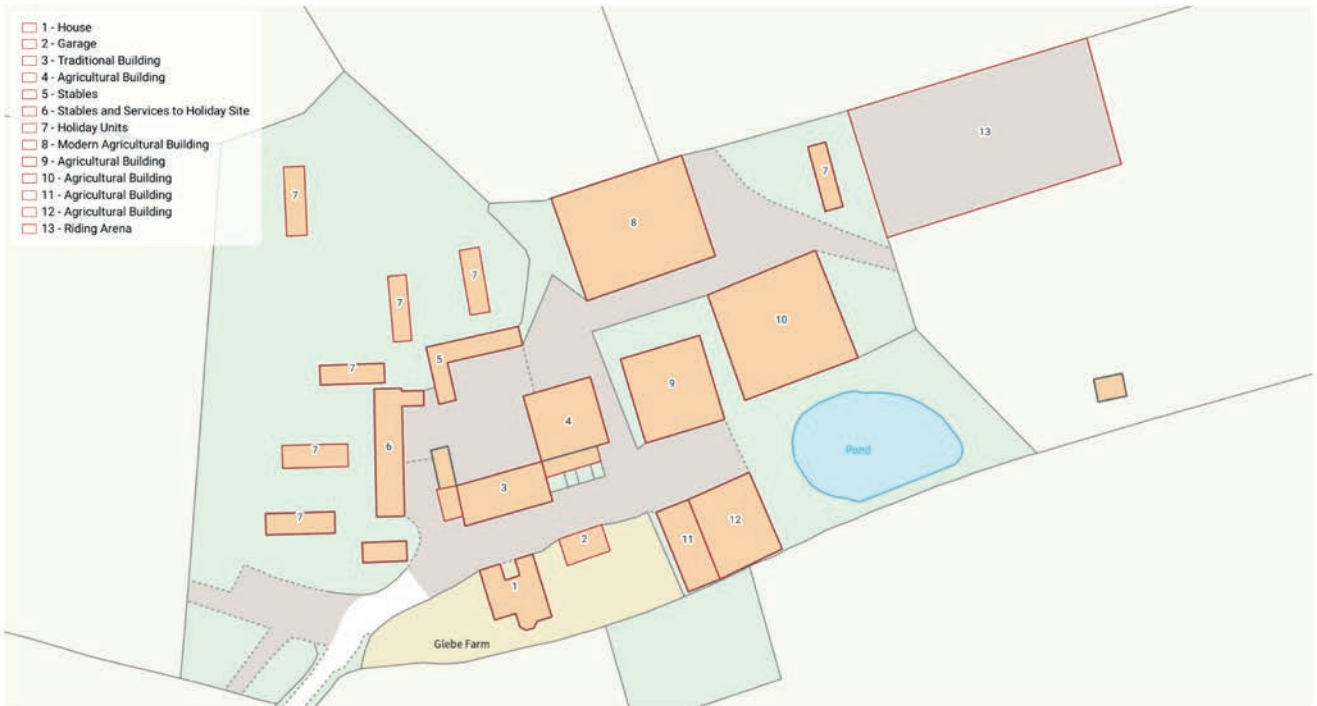 1 - House
2 - Garage
3 - Traditional Building
4 - Agricultural Building
5 - Stables
6 - Stables and Services to Holiday Site
7 - Holiday Units
8 - Modern Agricultural Building
9 - Agricultural Building
10 - Agricultural Building
11 - Agricultural Building
12 - Agricultural Building
13 - Riding Arena
13
7
7
8
7
7
10
5
7
9
4
6
7
Pond
3
7
12
11
2
1
Glebe Farm